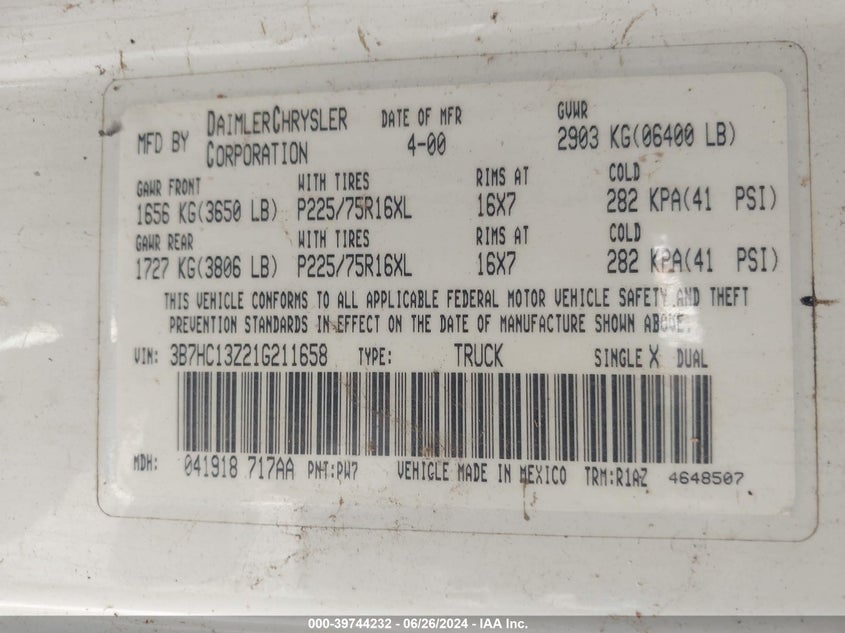 MFD BY DAIMLERCHRYSLER CORPORATION DATE OF MFR 4-00 GVWR 2903 KG(06400 LB)
GAWR FRONT WITH TIRES RIMS AT COLD
1656 KG(3650 LB) P225/75R16XL 16X7 282 KPA(41 PSI)
GAWR REAR WITH TIRES RIMS AT COLD
1727 KG(3806 LB) P225/75R16XL 16X7 282 KPA(41 PSI)
THIS VEHICLE CONFORMS TO ALL APPLICABLE FEDERAL MOTOR VEHICLE SAFETY AND THEFT
PREVENTION STANDARDS IN EFFECT ON THE DATE OF MANUFACTURE SHOWN ABOVE.
VIN: 3B7HC13Z21G211658 TYPE: TRUCK SINGLE X DUAL
MDH: 041918 717AA PNT:PW7 VEHICLE MADE IN MEXICO TRM:R1AZ 4648507
000-39744232 - 06/26/2024 - IAA Inc.